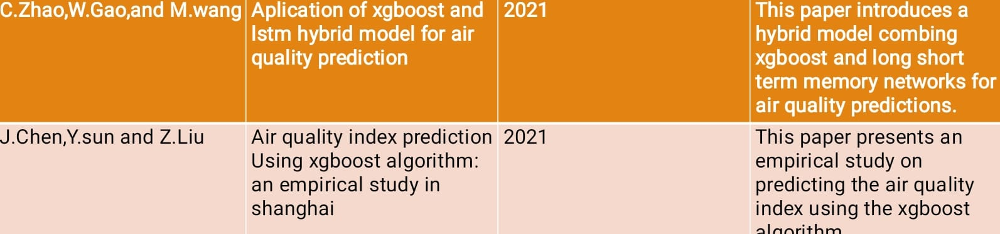 C.Zhao,W.Gao,and M.wang
Aplication of xgboost and
lstm hybrid model for air
quality prediction
2021
This paper introduces a
hybrid model combing
xgboost and long short
term memory networks for
air quality predictions.
J.Chen,Y.sun and Z.Liu
Air quality index prediction
Using xgboost algorithm:
an empirical study in
shanghai
2021
This paper presents an
empirical study on
predicting the air quality
index using the xgboost
algorithm